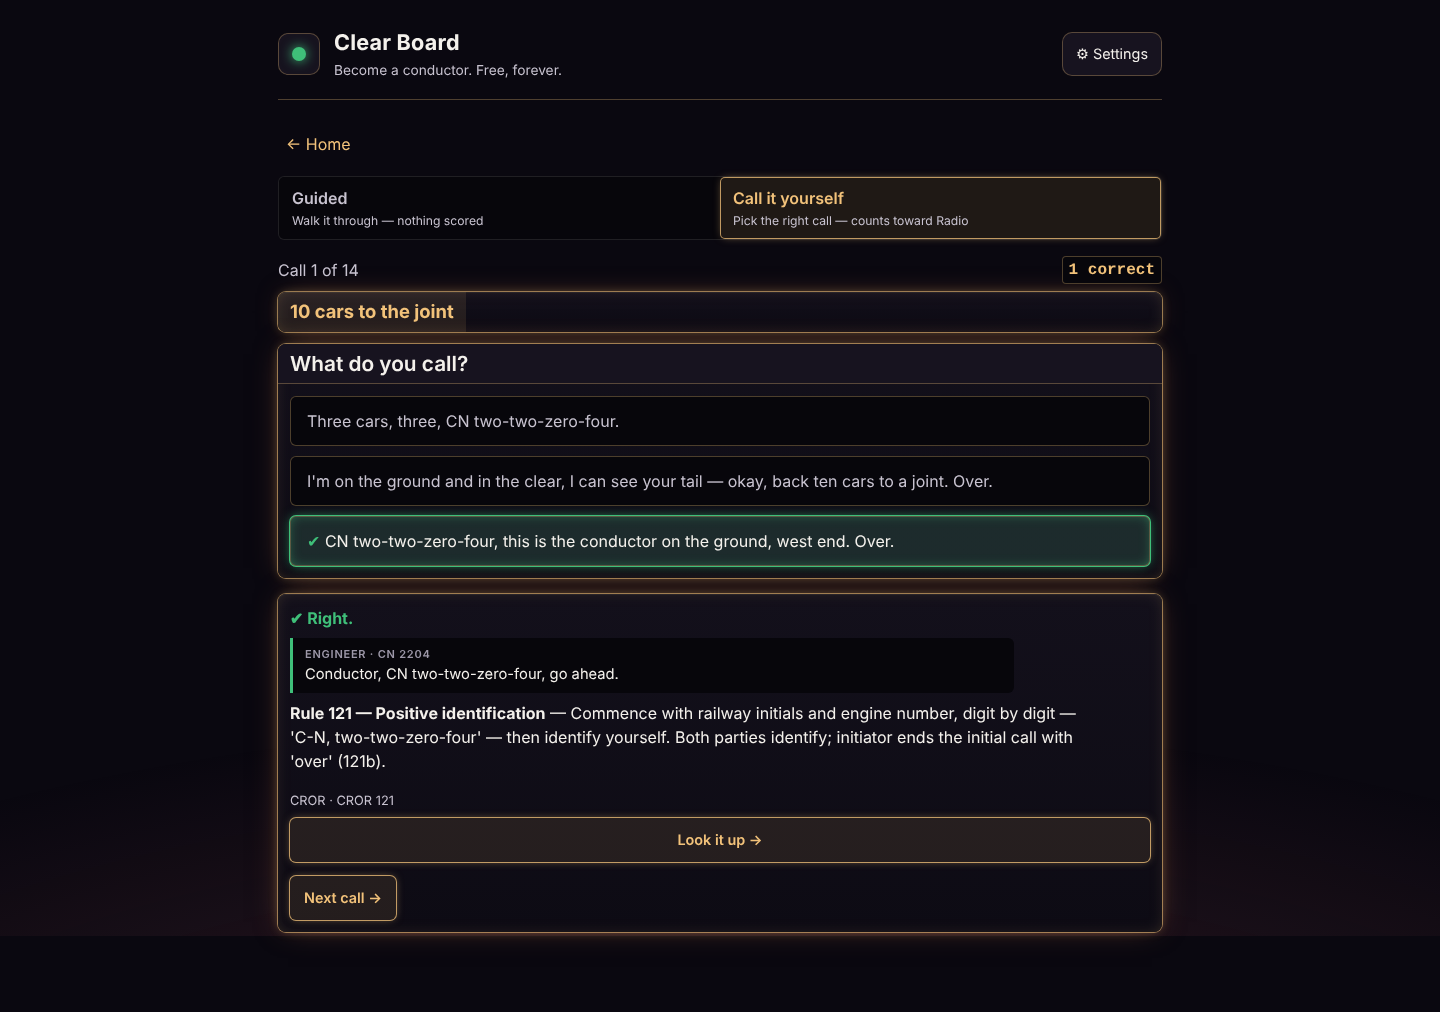 Clear Board
Become a conductor. Free, forever.
⚙ Settings
← Home
Guided
Walk it through — nothing scored
Call it yourself
Pick the right call — counts toward Radio
Call 1 of 14
1 correct
10 cars to the joint
What do you call?
Three cars, three, CN two-two-zero-four.
I'm on the ground and in the clear, I can see your tail — okay, back ten cars to a joint. Over.
✔ CN two-two-zero-four, this is the conductor on the ground, west end. Over.
✔ Right.
ENGINEER · CN 2204
Conductor, CN two-two-zero-four, go ahead.
Rule 121 — Positive identification — Commence with railway initials and engine number, digit by digit —
'C-N, two-two-zero-four' — then identify yourself. Both parties identify; initiator ends the initial call with
'over' (121b).
CROR · CROR 121
Look it up →
Next call →